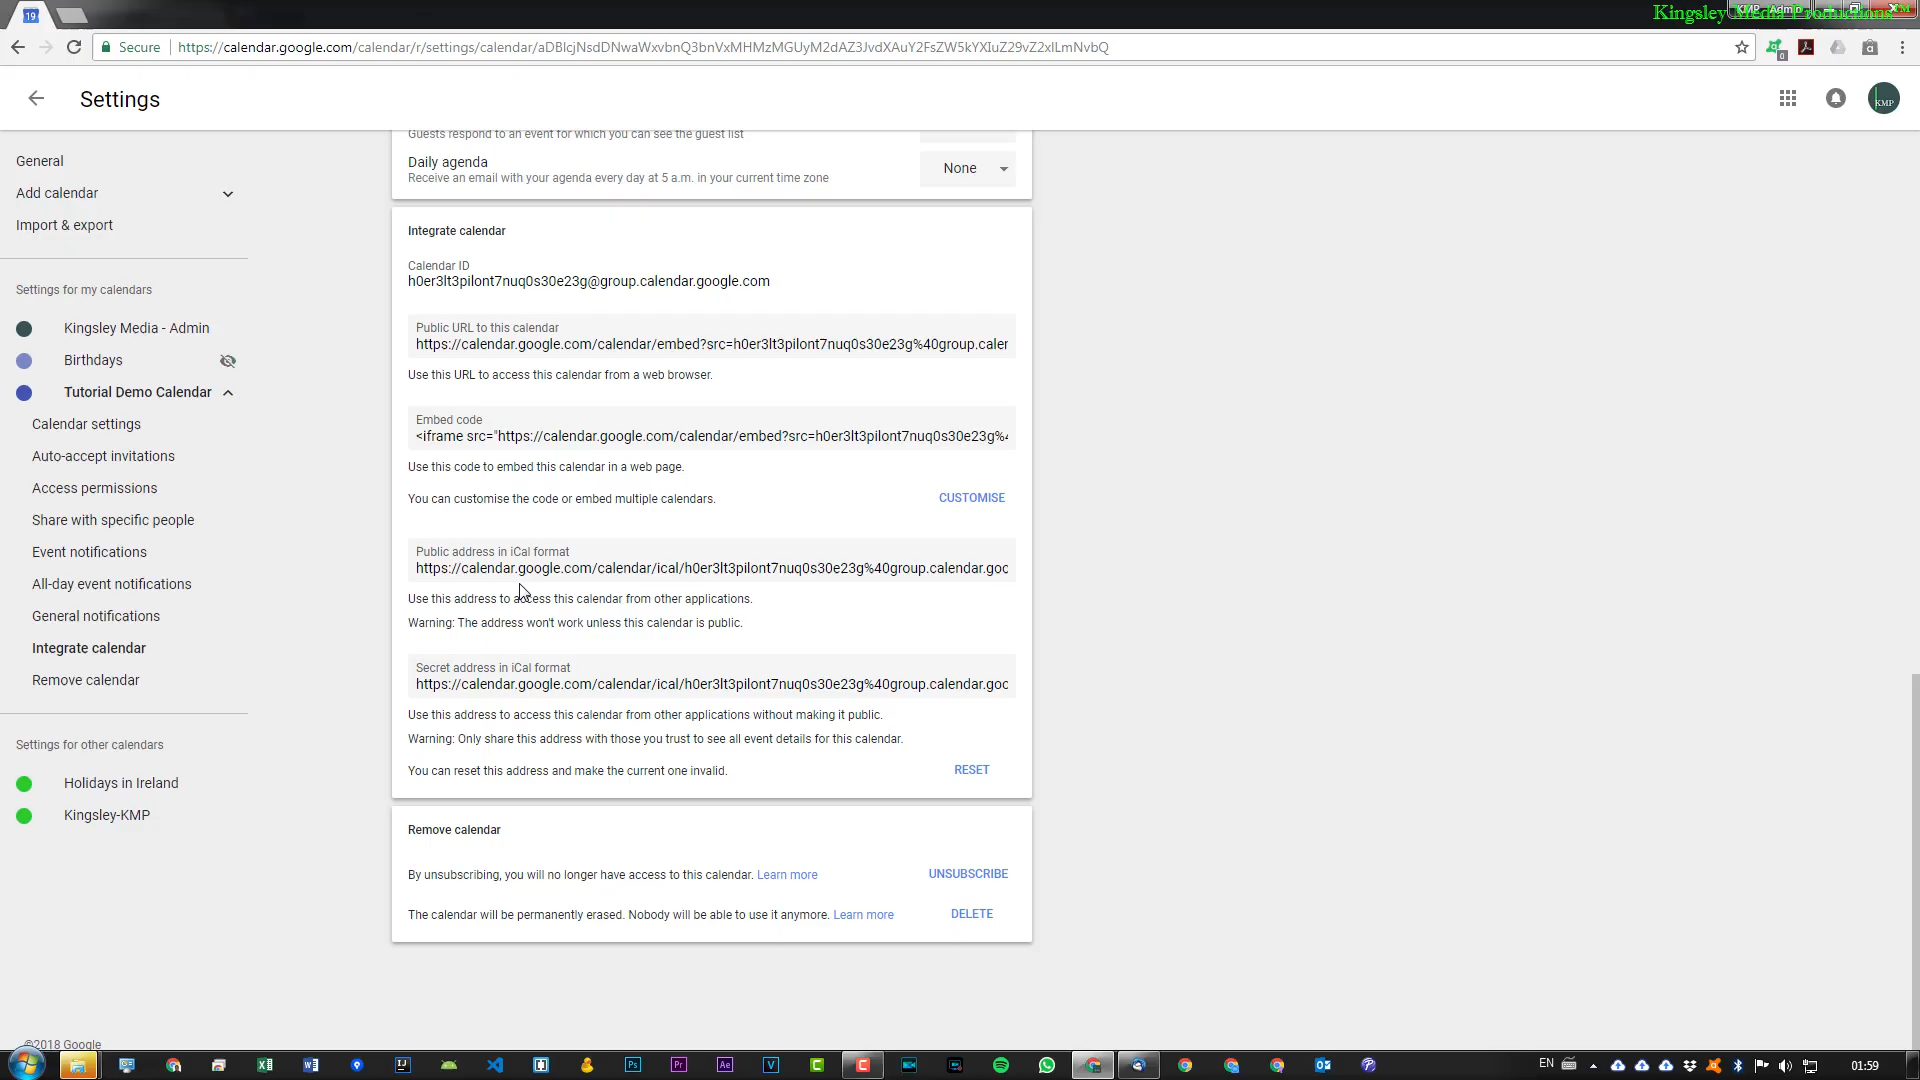 Kingsley Media Productions™
19
KMP - Admin
Secure
https://calendar.google.com/calendar/r/settings/calendar/
0
Settings
KMP
Guests respond to an event for which you can see the guest list
General
Daily agenda
None
Receive an email with your agenda every day at 5 a.m. in your current time zone
Add calendar
Import & export
Integrate calendar
Calendar ID
h0er3lt3pilont7nuq0s30e23g@group.calendar.google.com
Settings for my calendars
Public URL to this calendar
https://calendar.google.com/calendar/embed?src=h0er3lt3pilont7nuq0s30e23g%40group.caler
Kingsley Media - Admin
Birthdays
Use this URL to access this calendar from a web browser.
Tutorial Demo Calendar
Calendar settings
Embed code
<iframe src="https://calendar.google.com/calendar/embed?src=h0er3lt3pilont7nuq0s30e23g%4
Auto-accept invitations
Use this code to embed this calendar in a web page.
Access permissions
You can customise the code or embed multiple calendars.
CUSTOMISE
Share with specific people
Event notifications
Public address in iCal format
https://calendar.google.com/calendar/ical/h0er3lt3pilont7nuq0s30e23g%40group.calendar.goo
All-day event notifications
Use this address to access this calendar from other applications.
General notifications
Warning: The address won't work unless this calendar is public.
Integrate calendar
Secret address in iCal format
https://calendar.google.com/calendar/ical/h0er3lt3pilont7nuq0s30e23g%40group.calendar.goo
Remove calendar
Use this address to access this calendar from other applications without making it public.
Warning: Only share this address with those you trust to see all event details for this calendar.
Settings for other calendars
You can reset this address and make the current one invalid.
RESET
Holidays in Ireland
Kingsley-KMP
Remove calendar
By unsubscribing, you will no longer have access to this calendar. Learn more
UNSUBSCRIBE
The calendar will be permanently erased. Nobody will be able to use it anymore. Learn more
DELETE
©2018 Google
EN
01:59